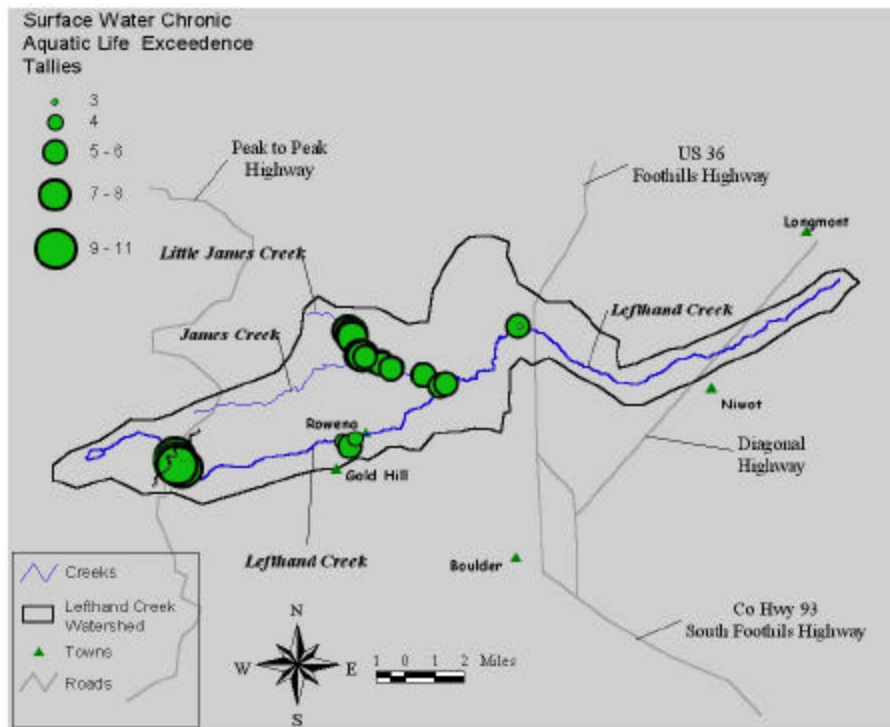 Surface Water Chronic
Aquatic Life Exceedence
Tallies
3
4
5 - 6
7 - 8
9 - 11
Peak to Peak
Highway
US 36
Foothills Highway
Longmont
Little James Creek
Lefthand Creek
James Creek
Niwot
Rowena
Diagonal
Highway
Gold Hill
Lefthand Creek
Boulder
Co Hwy 93
South Foothils Highway
Creeks
Lefthand Creek
Watershed
Towns
Roads
N
W
E
S
1 0 1 2 Miles